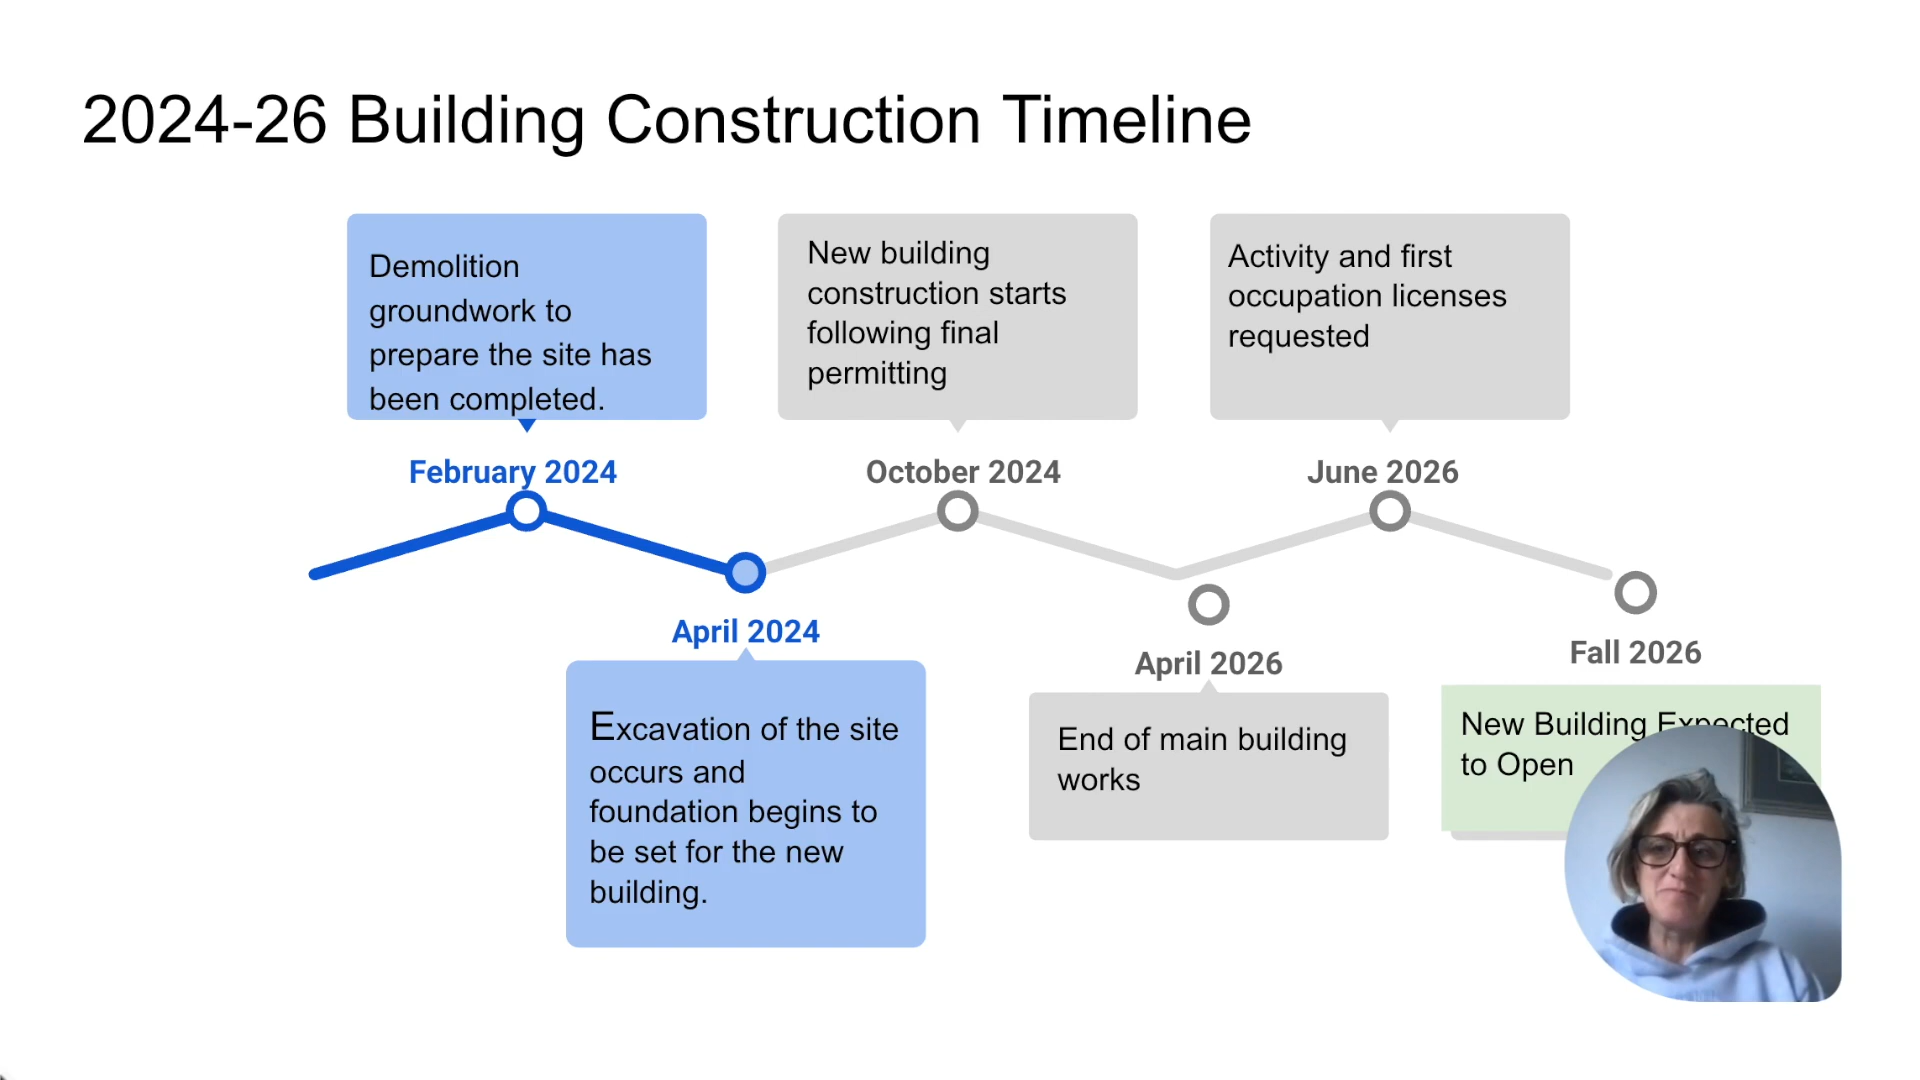 2024-26 Building Construction Timeline
Demolition
groundwork to
prepare the site has
been completed.
New building
construction starts
following final
permitting
Activity and first
occupation licenses
requested
February 2024
October 2024
June 2026
April 2024
April 2026
Fall 2026
Excavation of the site
occurs and
foundation begins to
be set for the new
building.
End of main building
works
New Building Expected
to Open